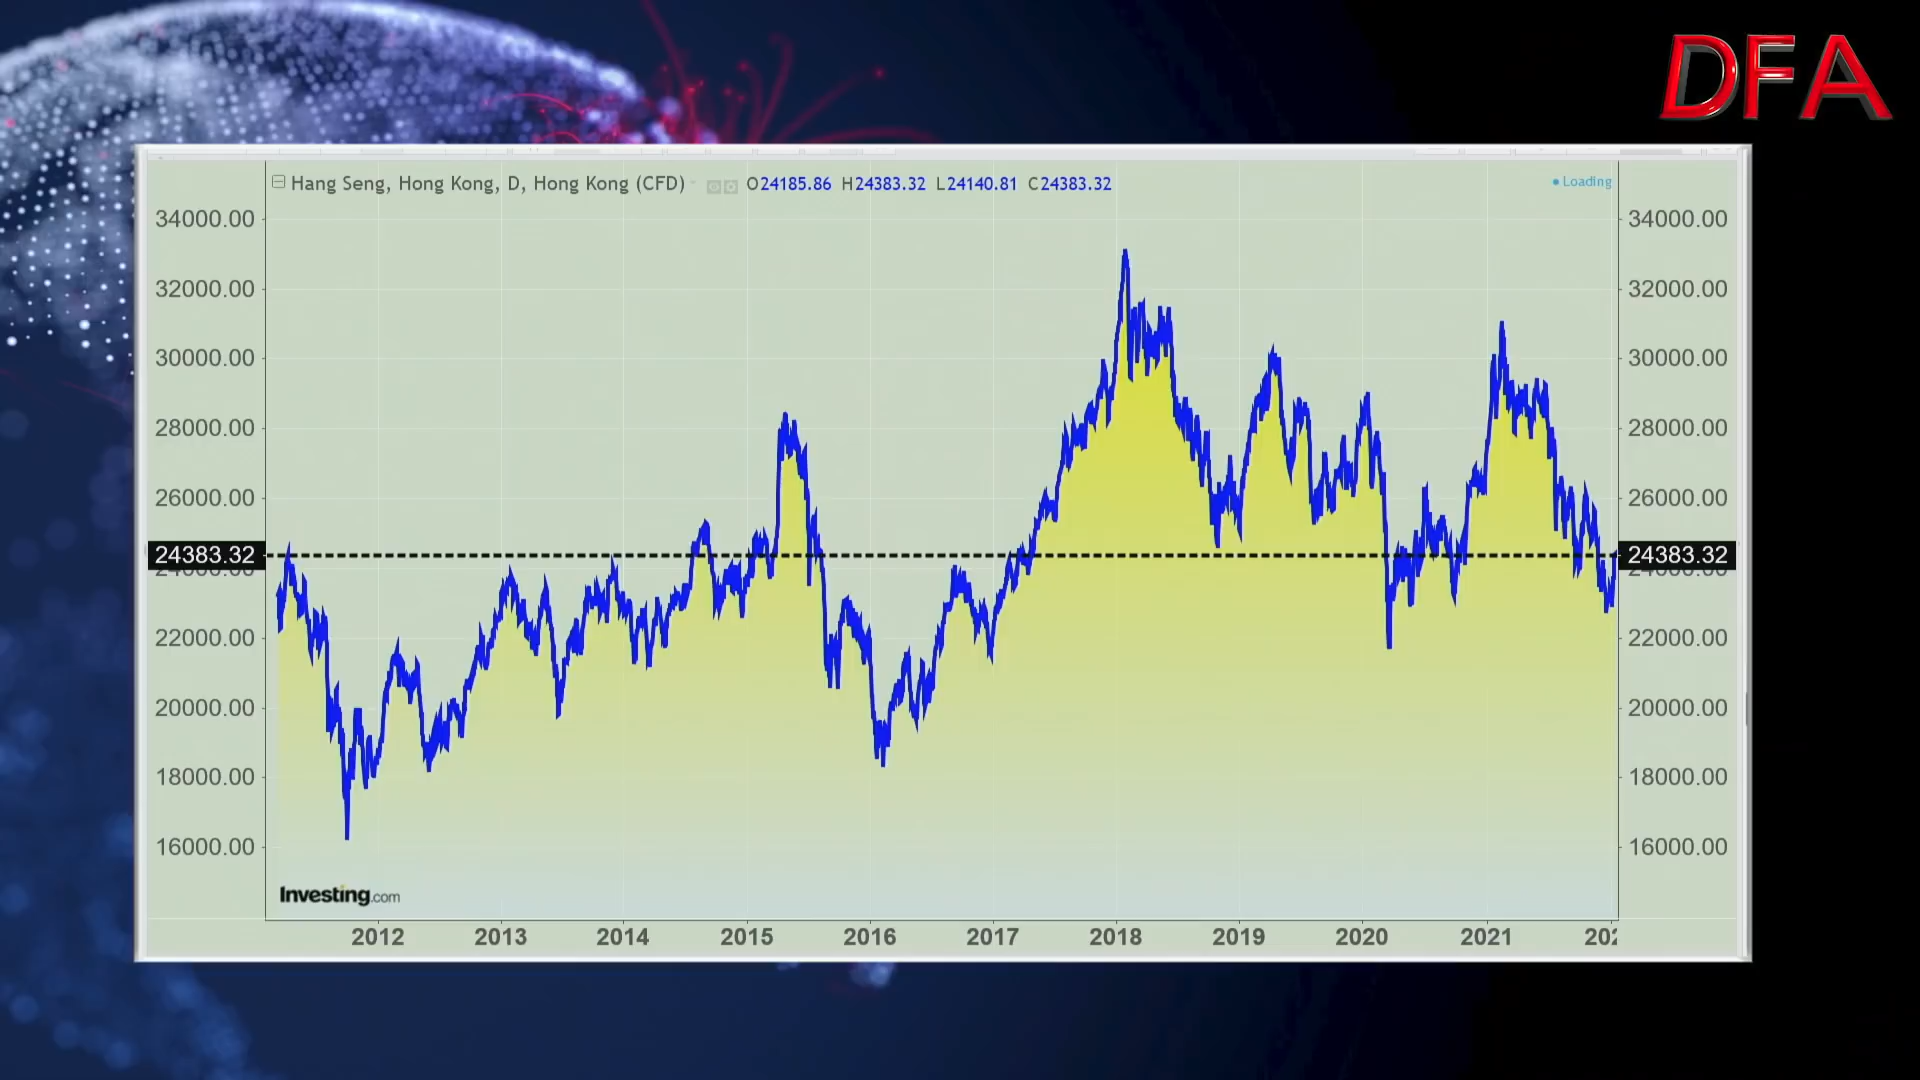 DFA
Hang Seng, Hong Kong, D, Hong Kong (CFD) O24185.86 H24383.32 L24140.81 C24383.32
Loading
34000.00 34000.00
32000.00 32000.00
30000.00 30000.00
28000.00 28000.00
26000.00 26000.00
24383.32 24383.32
22000.00 22000.00
20000.00 20000.00
18000.00 18000.00
16000.00 16000.00
Investing.com
2012 2013 2014 2015 2016 2017 2018 2019 2020 2021